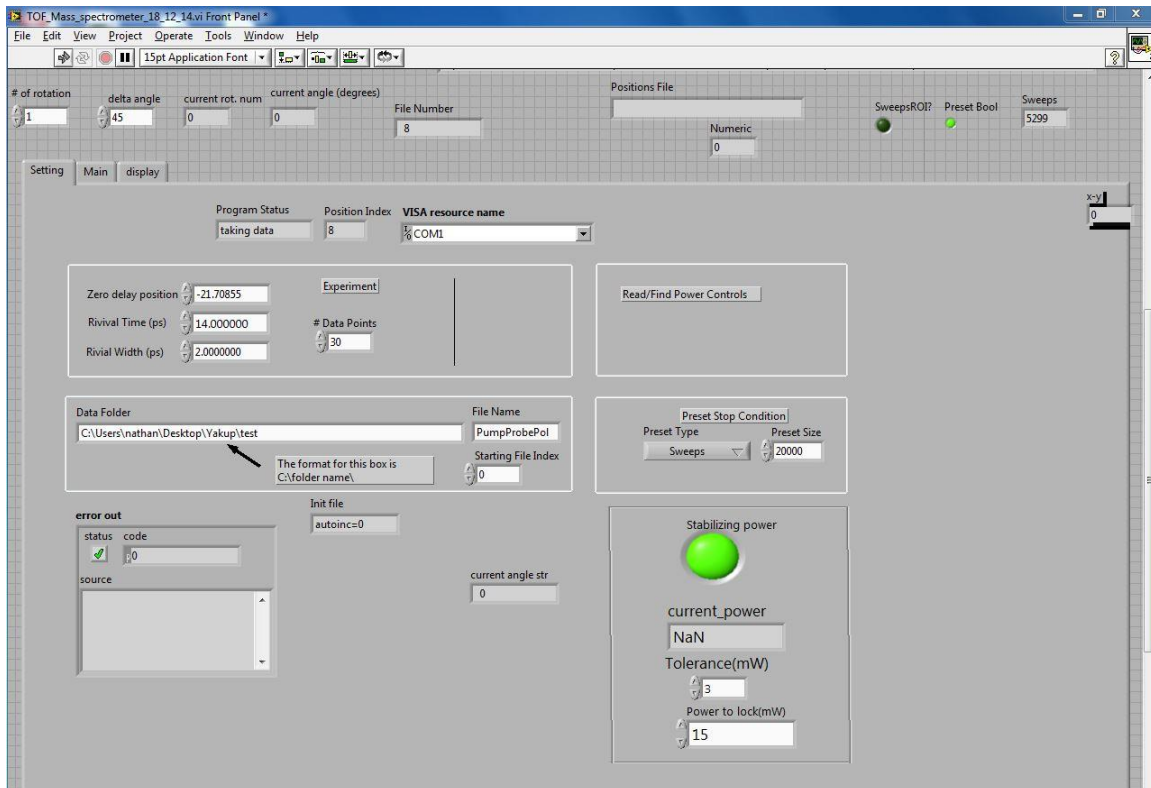 TOF_Mass_spectrometer_18_12_14.vi Front Panel *
File Edit View Project Operate Tools Window Help
15pt Application Font
# of rotation
1
delta angle
45
current rot. num
0
current angle (degrees)
0
File Number
8
Positions File
Numeric
0
SweepsROI?
Preset Bool
Sweeps
5299
Setting Main display
x-y
0
Program Status
taking data
Position Index
8
VISA resource name
COM1
Zero delay position -21.70855
Rivival Time (ps) 14.000000
Rivial Width (ps) 2.0000000
Experiment
# Data Points
30
Read/Find Power Controls
Data Folder
C:\Users\nathan\Desktop\Yakup\test
The format for this box is
C:\folder name\
File Name
PumpProbePol
Starting File Index
0
Preset Stop Condition
Preset Type
Sweeps
Preset Size
20000
error out
status code
0
source
Init file
autoinc=0
current angle str
0
Stabilizing power
current_power
NaN
Tolerance(mW)
3
Power to lock(mW)
15